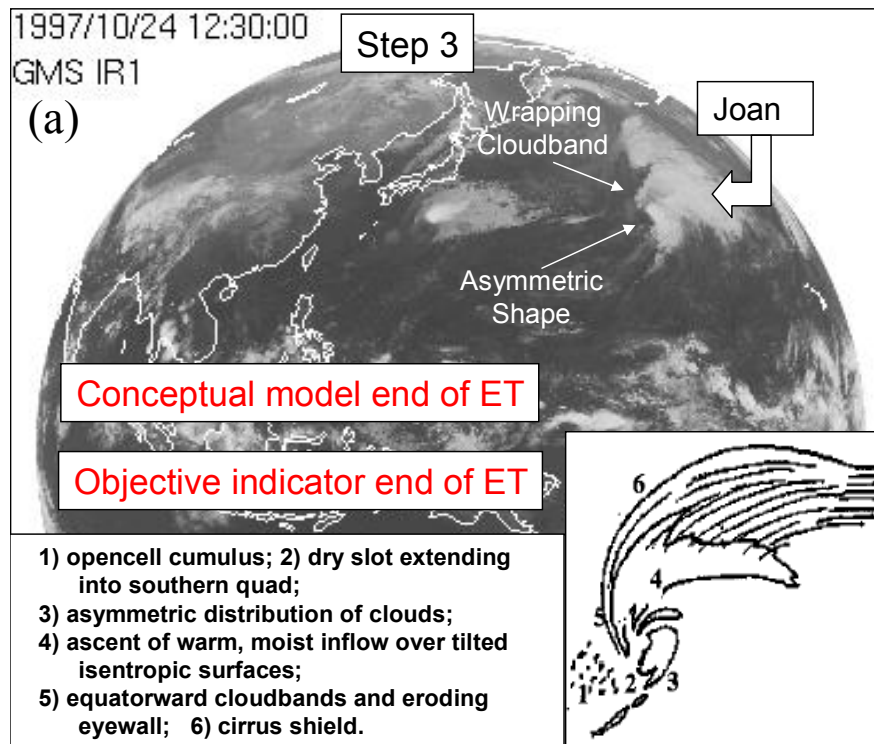 1997/10/24 12:30:00
GMS IR1
Step 3
(a)
Wrapping
Cloudband
Joan
Asymmetric
Shape
Conceptual model end of ET
Objective indicator end of ET
1) opencell cumulus; 2) dry slot extending
into southern quad;
3) asymmetric distribution of clouds;
4) ascent of warm, moist inflow over tilted
isentropic surfaces;
5) equatorward cloudbands and eroding
eyewall; 6) cirrus shield.
6
4
5
1
2
3